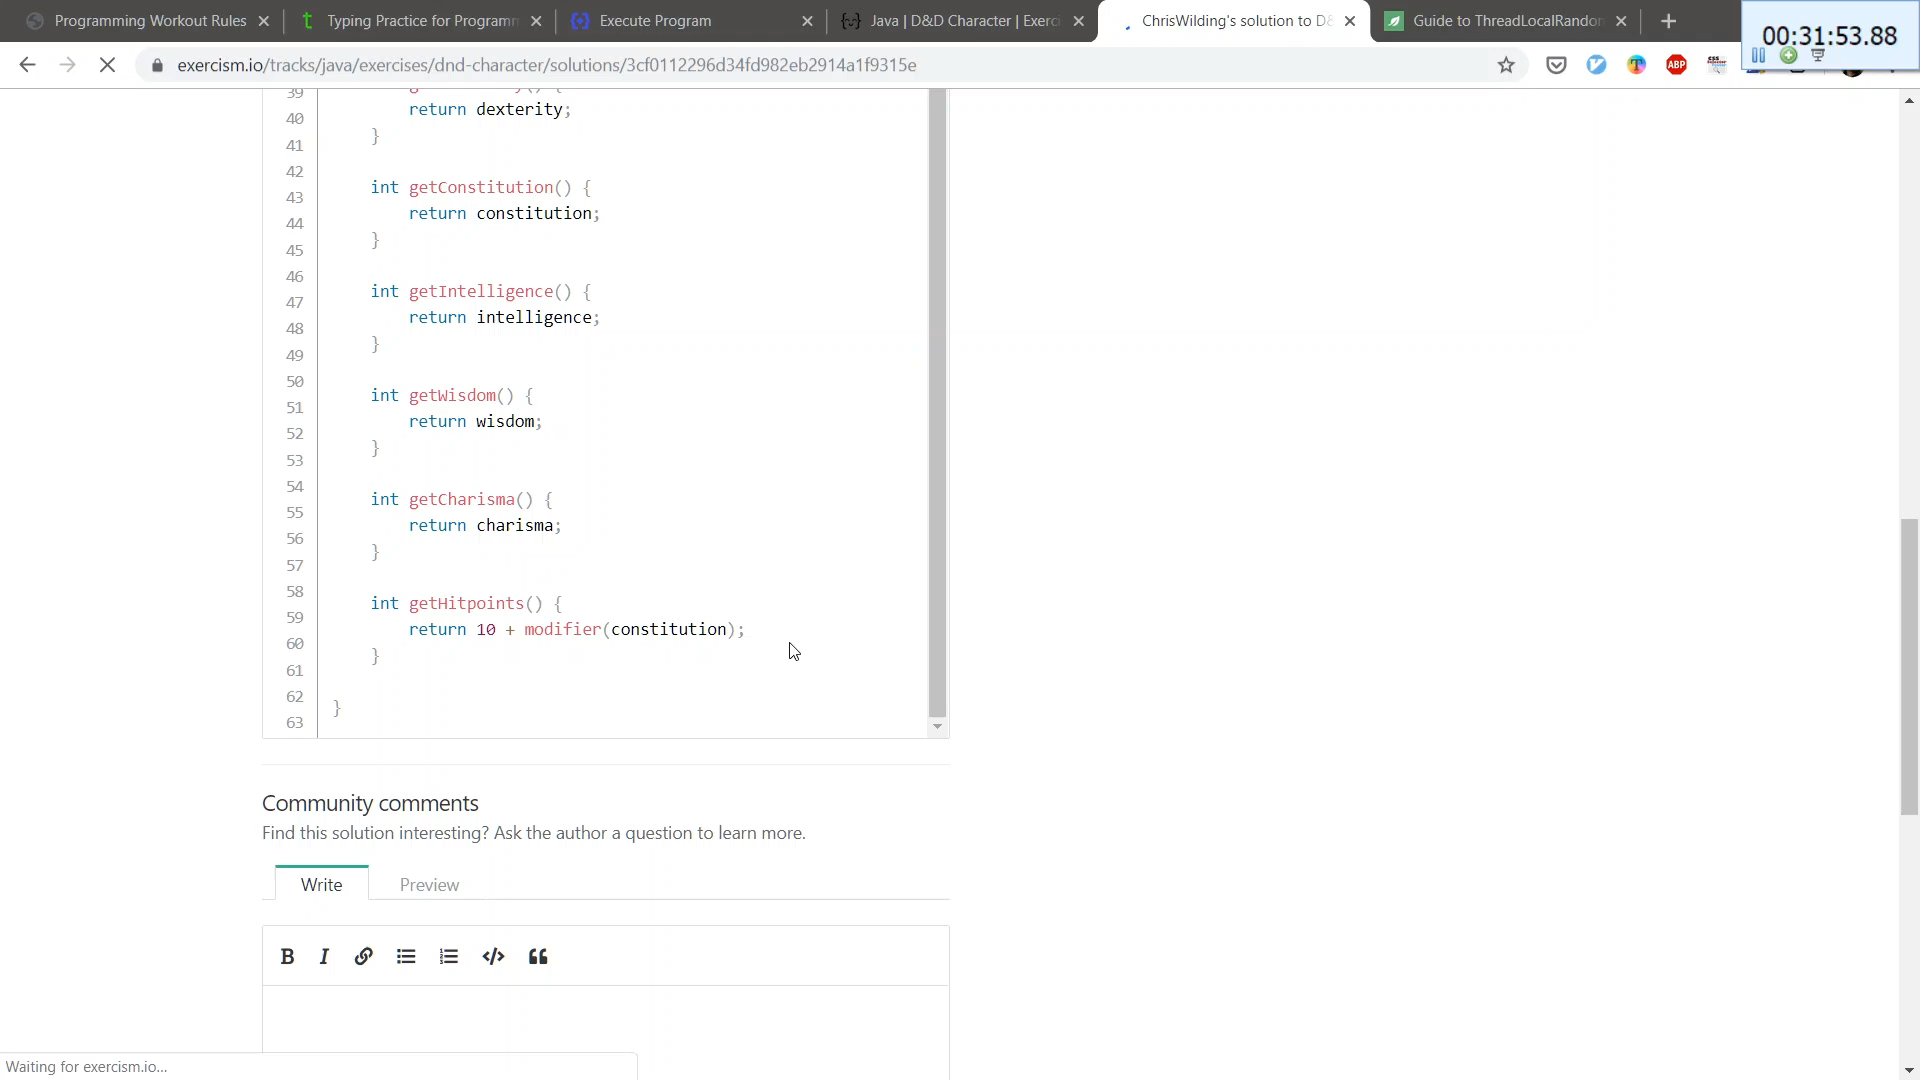 Programming Workout Rules
Typing Practice for Programm
Execute Program
Java | D&D Character | Exerci
ChrisWilding's solution to D&
Guide to ThreadLocalRandom
00:31:53.88
exercism.io/tracks/java/exercises/dnd-character/solutions/3cf0112296d34fd982eb2914a1f9315e
ABP
39
40 return dexterity;
41 }
42
43 int getConstitution() {
44 return constitution;
45 }
46
47 int getIntelligence() {
48 return intelligence;
49 }
50
51 int getWisdom() {
52 return wisdom;
53 }
54
55 int getCharisma() {
56 return charisma;
57 }
58
59 int getHitpoints() {
60 return 10 + modifier(constitution);
61 }
62
63 }
Community comments
Find this solution interesting? Ask the author a question to learn more.
Write Preview
B I
Waiting for exercism.io...